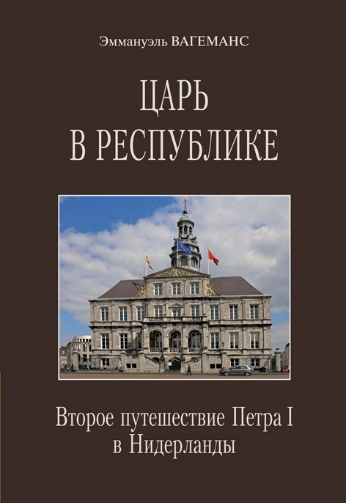 Эммануэль ВАГЕМАНС
ЦАРЬ
В РЕСПУБЛИКЕ
Второе путешествие Петра I
в Нидерланды